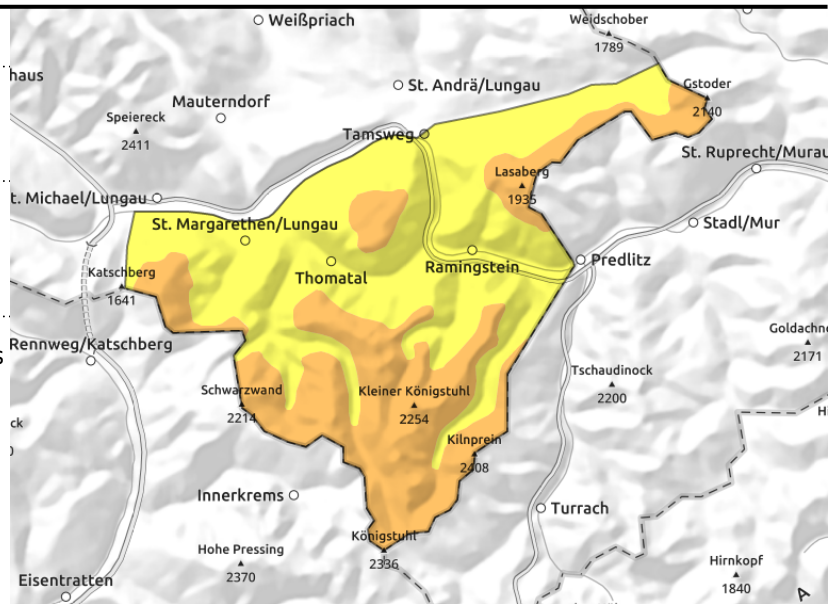 Weidschober
1789
Weißpriach
haus
St. Andrä/Lungau
Gstoder
2140
Mauterndorf
Speiereck
2411
Tamsweg
St. Ruprecht/Murau
Lasaberg
1935
t. Michael/Lungau
St. Margarethen/Lungau
Stadl/Mur
Katschberg
1641
Thomatal
Ramingstein
Predlitz
Rennweg/Katschberg
s
Goldachn
2171
Tschaudinock
2200
Schwarzwand
2214
Kleiner Königstuhl
2254
ck
Kilnprein
2408
Innerkrems
Turrach
Königstuhl
2336
Hohe Pressing
2370
Hirnkopf
1840
Eisentratten
A